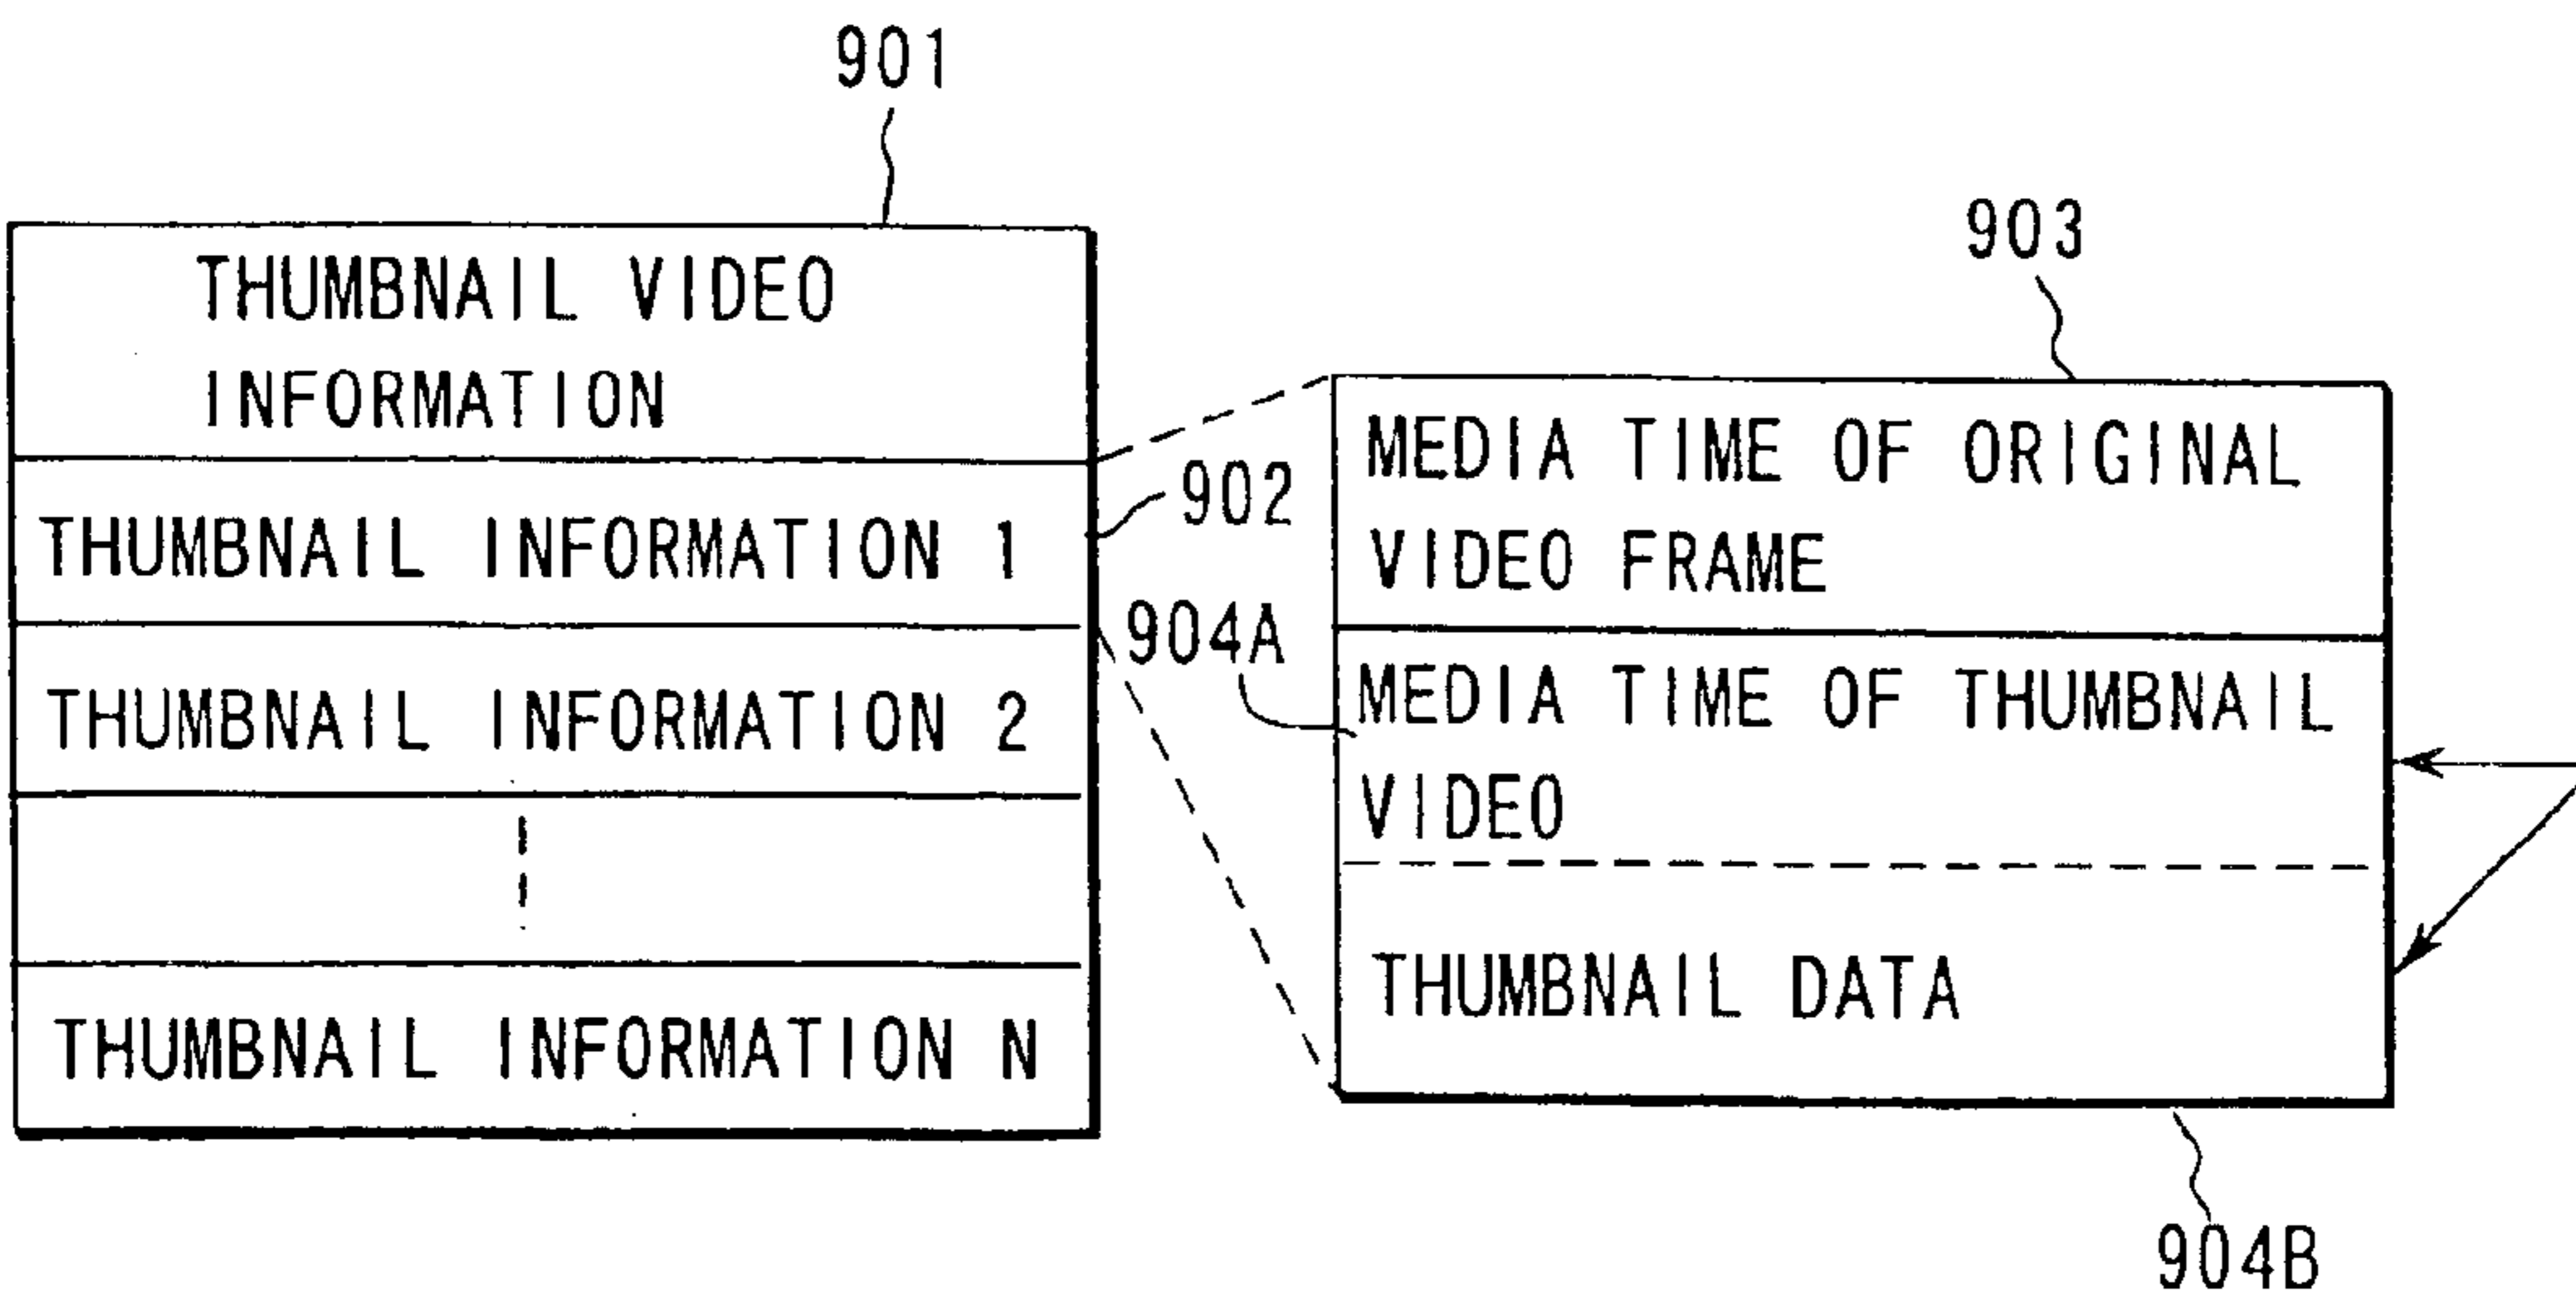 901
THUMBNAIL VIDEO
INFORMATION
THUMBNAIL INFORMATION 1
THUMBNAIL INFORMATION 2
THUMBNAIL INFORMATION N
902
903
MEDIA TIME OF ORIGINAL
VIDEO FRAME
904A
MEDIA TIME OF THUMBNAIL
VIDEO
THUMBNAIL DATA
904B